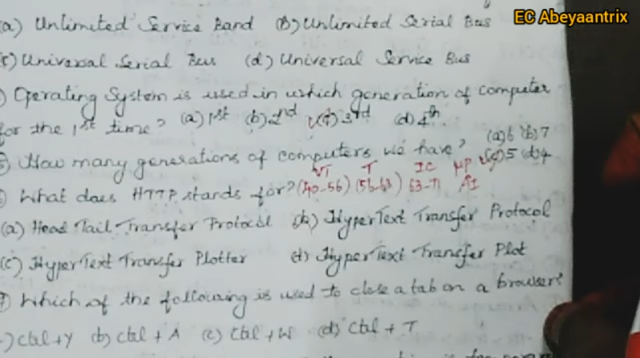 EC Abeyaantrix
(a) Unlimited Service Band (b) Unlimited Serial Bus
(c) Universal Serial Bus (d) Universal Service Bus
Operating System is used in which generation of computer
for the 1st time? (a) 1st (b) 2nd (c) 3rd (d) 4th
How many generations of computers we have? (a) 6 (b) 7
(c) 5 (d) 4
VT T IC μp AI
What does HTTP stands for? (40-56) (56-63) 63-71
(a) Head Tail Transfer Protocol (b) HyperText Transfer Protocol
(c) HyperText Transfer Plotter (d) HyperText Transfer Plot
Which of the following is used to close a tab on a browser?
) Ctrl + Y (b) Ctrl + A (c) Ctrl + W (d) Ctrl + T